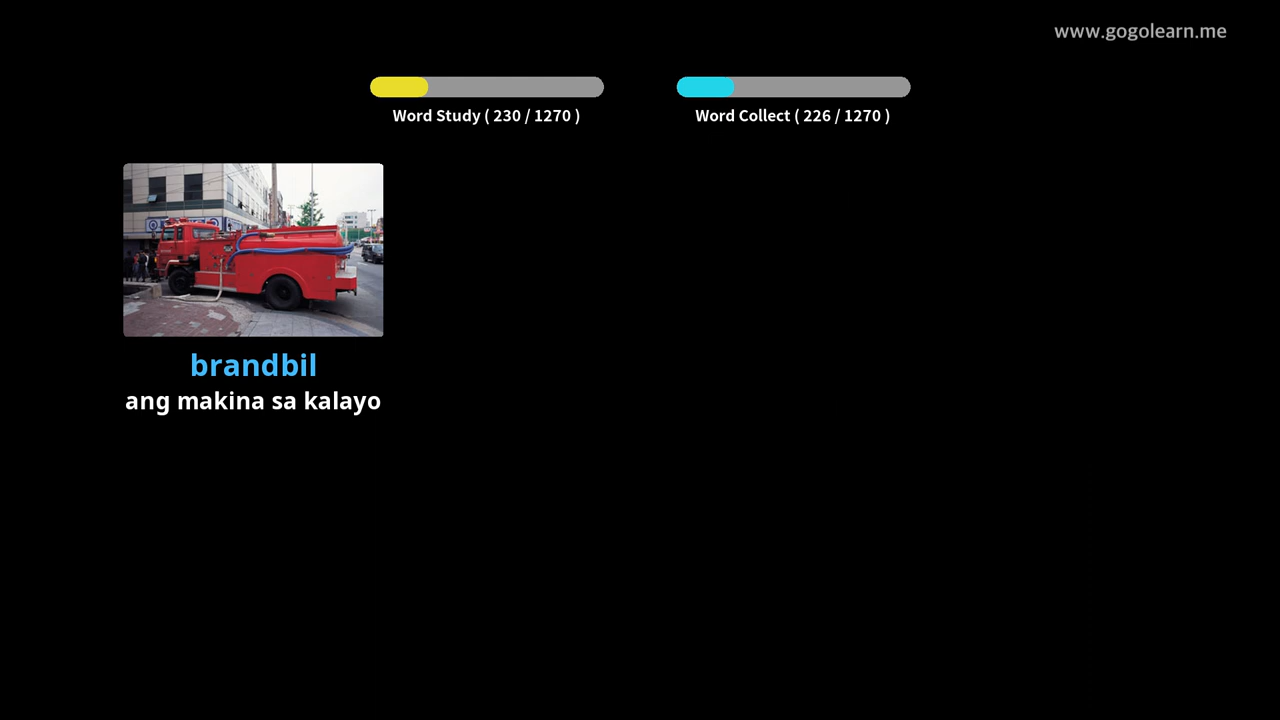 www.gogolearn.me
Word Study ( 230 / 1270 )
Word Collect ( 226 / 1270 )
brandbil
ang makina sa kalayo